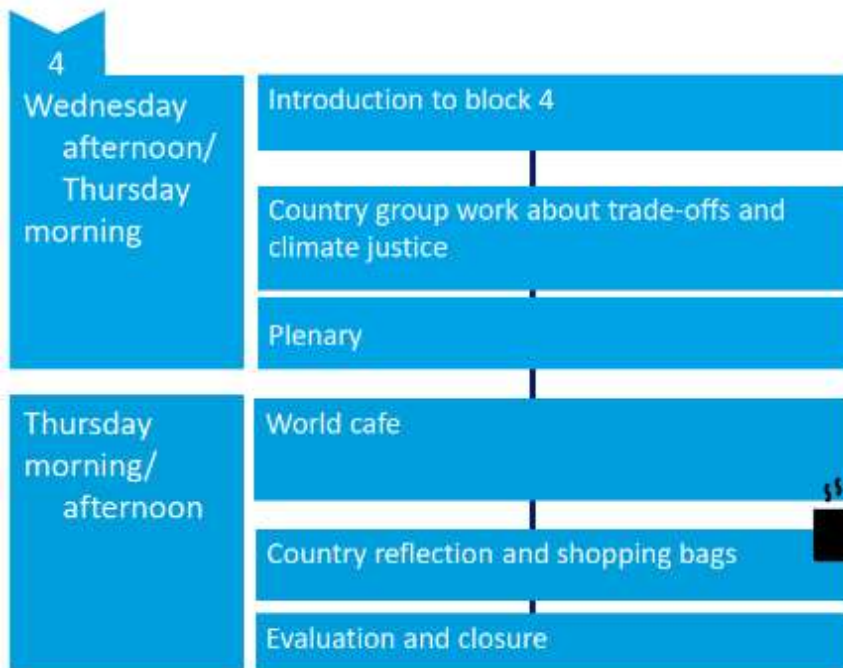 4
Wednesday
afternoon/
Thursday
morning
Introduction to block 4
Country group work about trade-offs and
climate justice
Plenary
Thursday
morning/
afternoon
World cafe
Country reflection and shopping bags
Evaluation and closure